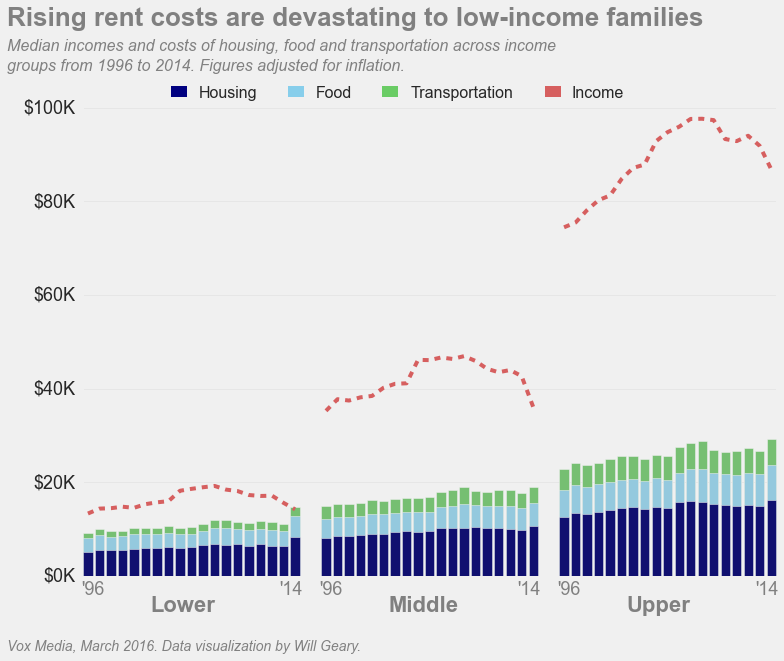 Rising rent costs are devastating to low-income families
Median incomes and costs of housing, food and transportation across income
groups from 1996 to 2014. Figures adjusted for inflation.
Housing Food Transportation Income
$100K
$80K
$60K
$40K
$20K
$0K
'96 '14 '96 '14 '96 '14
Lower Middle Upper
Vox Media, March 2016. Data visualization by Will Geary.